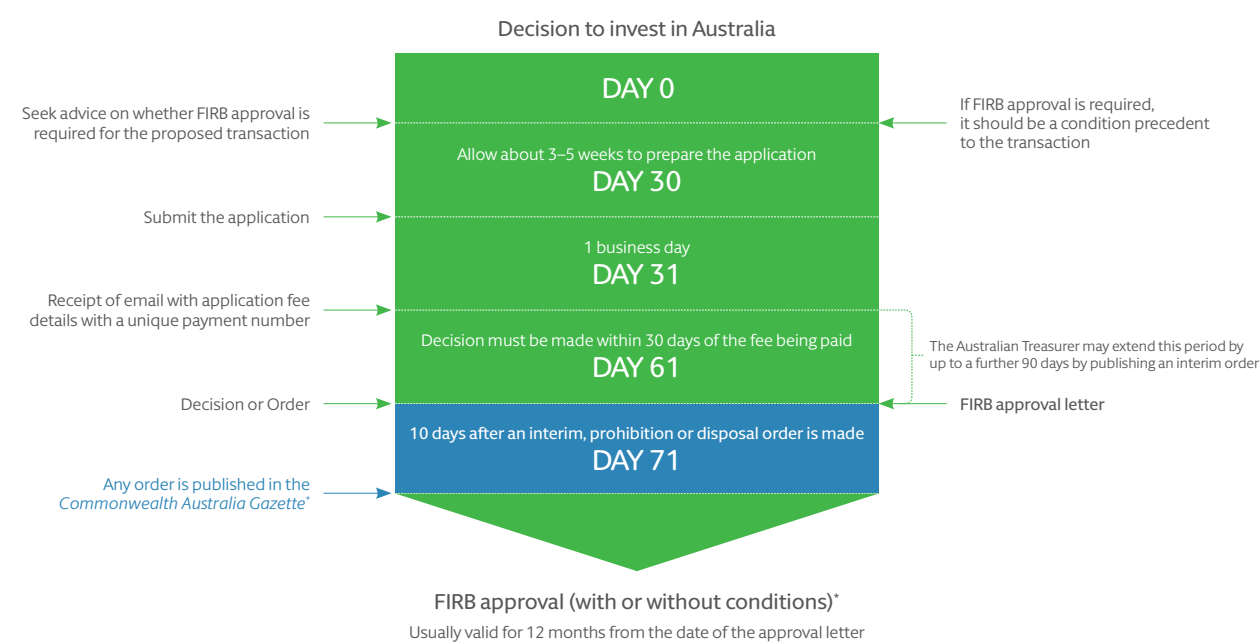 Decision to invest in Australia
DAY 0
Seek advice on whether FIRB approval is
required for the proposed transaction
If FIRB approval is required,
it should be a condition precedent
to the transaction
Allow about 3–5 weeks to prepare the application
DAY 30
Submit the application
1 business day
DAY 31
Receipt of email with application fee
details with a unique payment number
Decision must be made within 30 days of the fee being paid
DAY 61
The Australian Treasurer may extend this period by
up to a further 90 days by publishing an interim order
Decision or Order
FIRB approval letter
10 days after an interim, prohibition or disposal order is made
DAY 71
Any order is published in the
Commonwealth Australia Gazette*
FIRB approval (with or without conditions)*
Usually valid for 12 months from the date of the approval letter